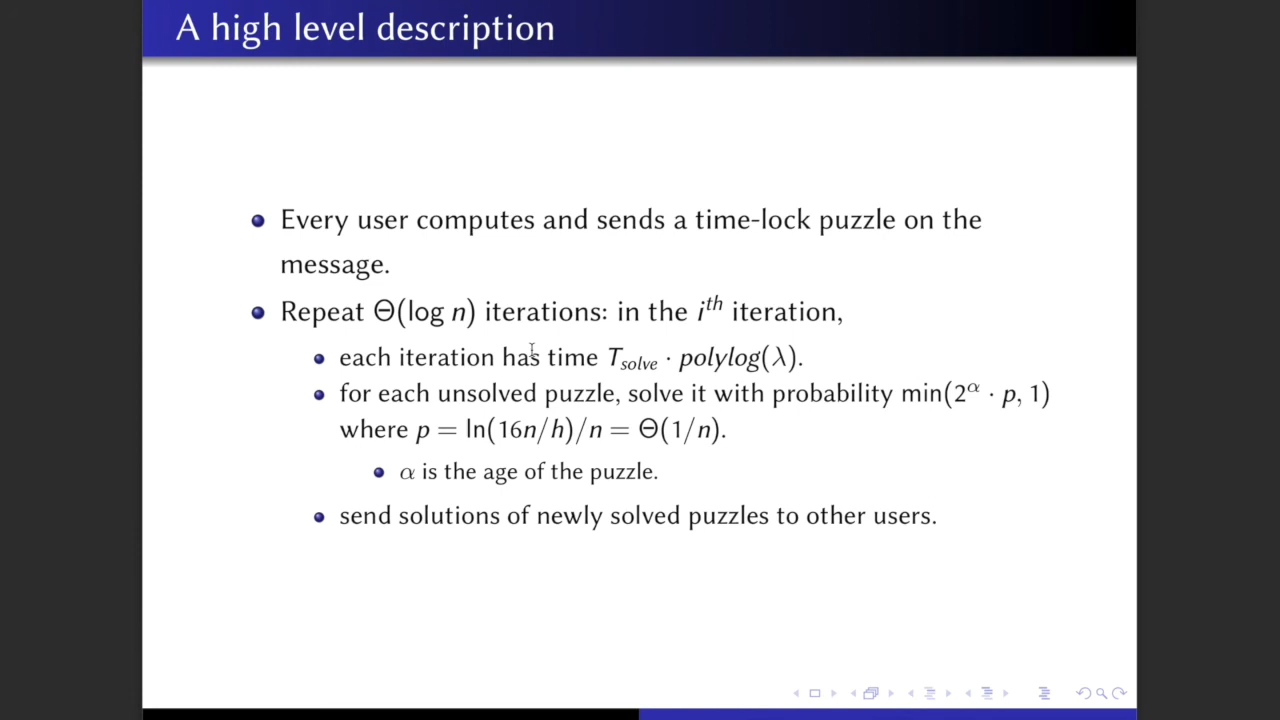 A high level description
Every user computes and sends a time-lock puzzle on the
message.
Repeat Θ(log n) iterations: in the i^th iteration,
each iteration has time T_solve · polylog(λ).
for each unsolved puzzle, solve it with probability min(2^α · p, 1)
where p = ln(16n/h)/n = Θ(1/n).
α is the age of the puzzle.
send solutions of newly solved puzzles to other users.